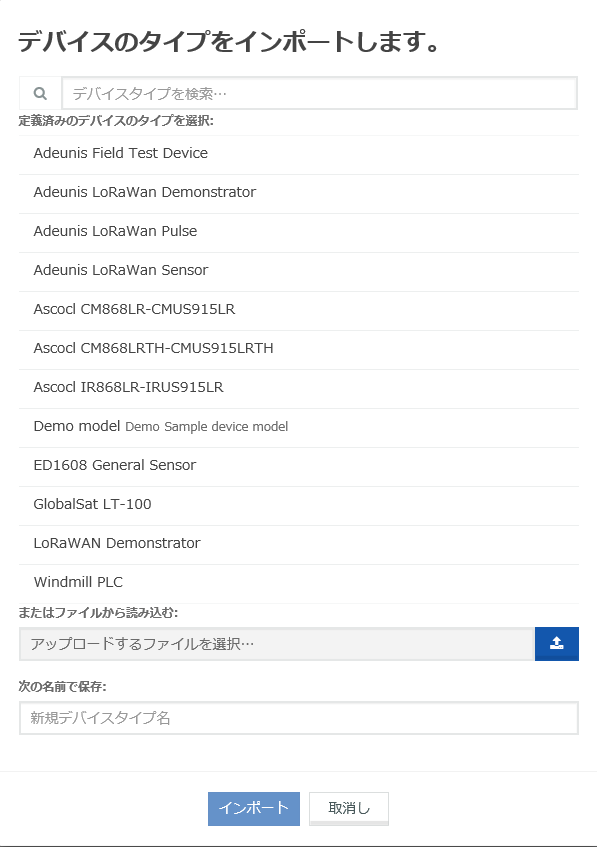 デバイスのタイプをインポートします。
デバイスタイプを検索…
定義済みのデバイスのタイプを選択:
Adeunis Field Test Device
Adeunis LoRaWan Demonstrator
Adeunis LoRaWan Pulse
Adeunis LoRaWan Sensor
Ascocl CM868LR-CMUS915LR
Ascocl CM868LRTH-CMUS915LRTH
Ascocl IR868LR-IRUS915LR
Demo model Demo Sample device model
ED1608 General Sensor
GlobalSat LT-100
LoRaWAN Demonstrator
Windmill PLC
またはファイルから読み込む:
アップロードするファイルを選択…
次の名前で保存:
新規デバイスタイプ名
インポート 取消し